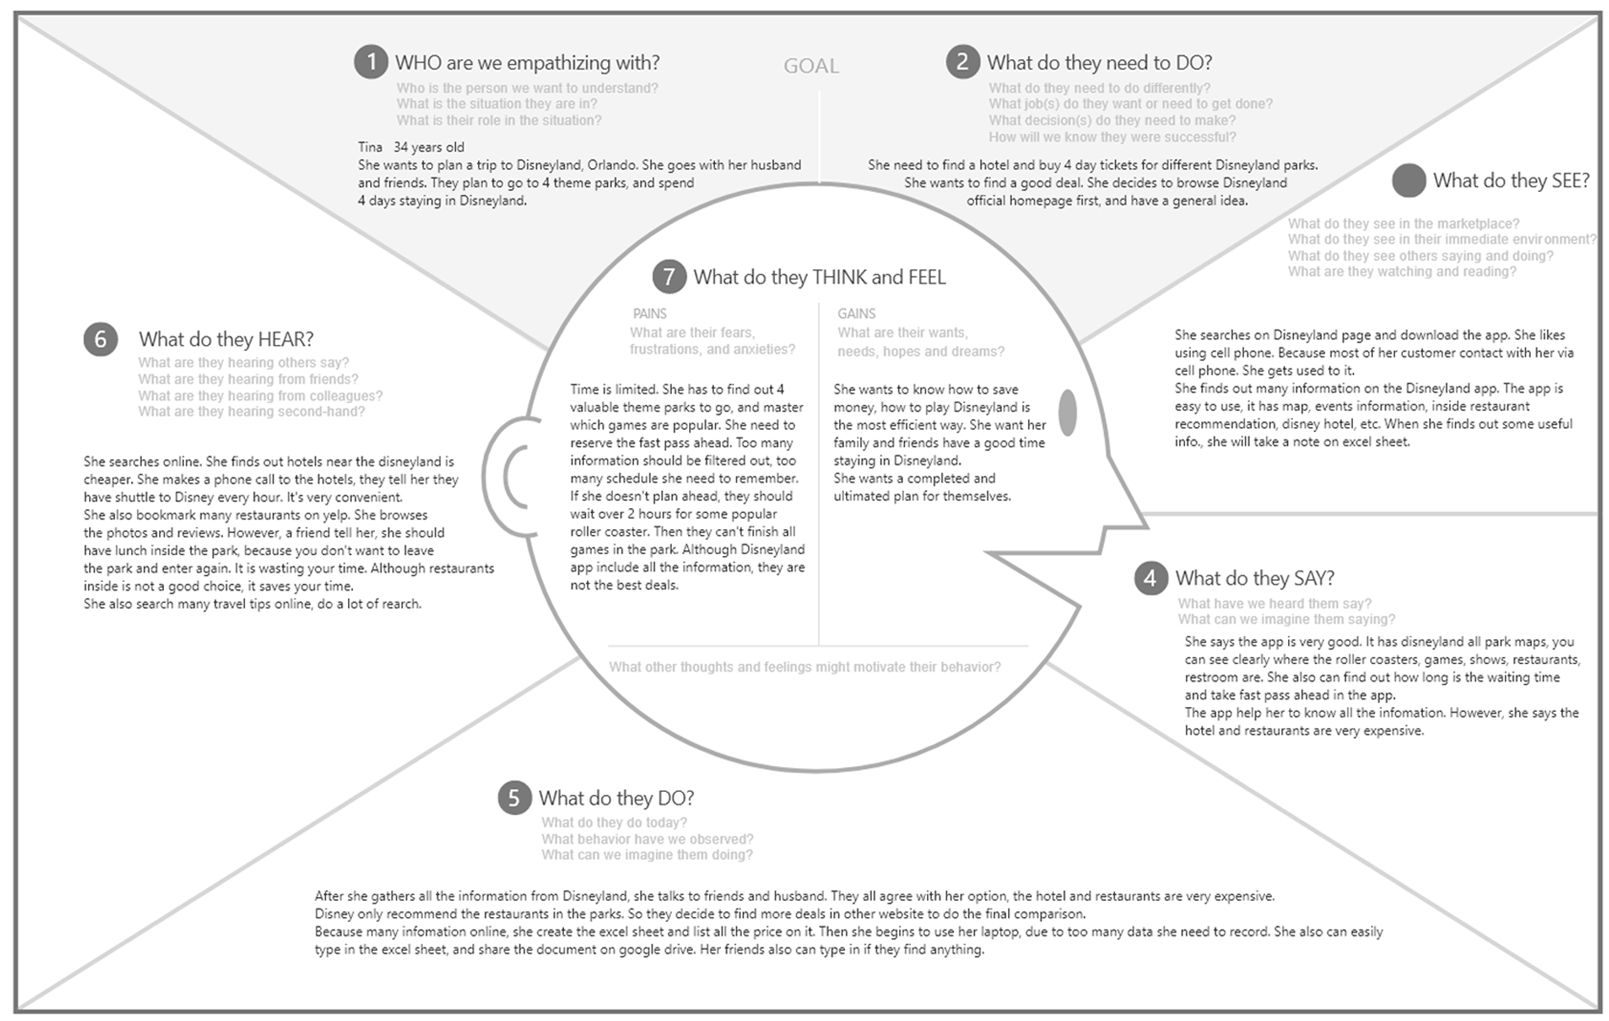 1 WHO are we empathizing with?
Who is the person we want to understand?
What is the situation they are in?
What is their role in the situation?
Tina 34 years old
She wants to plan a trip to Disneyland, Orlando. She goes with her husband
and friends. They plan to go to 4 theme parks, and spend
4 days staying in Disneyland.
GOAL
2 What do they need to DO?
What do they need to do differently?
What job(s) do they want or need to get done?
What decision(s) do they need to make?
How will we know they were successful?
She need to find a hotel and buy 4 day tickets for different Disneyland parks.
She wants to find a good deal. She decides to browse Disneyland
official homepage first, and have a general idea.
What do they SEE?
What do they see in the marketplace?
What do they see in their immediate environment?
What do they see others saying and doing?
What are they watching and reading?
She searches on Disneyland page and download the app. She likes
using cell phone. Because most of her customer contact with her via
cell phone. She gets used to it.
She finds out many information on the Disneyland app. The app is
easy to use, it has map, events information, inside restaurant
recommendation, disney hotel, etc. When she finds out some useful
info., she will take a note on excel sheet.
4 What do they SAY?
What have we heard them say?
What can we imagine them saying?
She says the app is very good. It has disneyland all park maps, you
can see clearly where the roller coasters, games, shows, restaurants,
restroom are. She also can find out how long is the waiting time
and take fast pass ahead in the app.
The app help her to know all the infomation. However, she says the
hotel and restaurants are very expensive.
5 What do they DO?
What do they do today?
What behavior have we observed?
What can we imagine them doing?
After she gathers all the information from Disneyland, she talks to friends and husband. They all agree with her option, the hotel and restaurants are very expensive.
Disney only recommend the restaurants in the parks. So they decide to find more deals in other website to do the final comparison.
Because many infomation online, she create the excel sheet and list all the price on it. Then she begins to use her laptop, due to too many data she need to record. She also can easily
type in the excel sheet, and share the document on google drive. Her friends also can type in if they find anything.
6 What do they HEAR?
What are they hearing others say?
What are they hearing from friends?
What are they hearing from colleagues?
What are they hearing second-hand?
She searches online. She finds out hotels near the disneyland is
cheaper. She makes a phone call to the hotels, they tell her they
have shuttle to Disney every hour. It's very convenient.
She also bookmark many restaurants on yelp. She browses
the photos and reviews. However, a friend tell her, she should
have lunch inside the park, because you don't want to leave
the park and enter again. It is wasting your time. Although restaurants
inside is not a good choice, it saves your time.
She also search many travel tips online, do a lot of rearch.
7 What do they THINK and FEEL
PAINS
What are their fears,
frustrations, and anxieties?
Time is limited. She has to find out 4
valuable theme parks to go, and master
which games are popular. She need to
reserve the fast pass ahead. Too many
information should be filtered out, too
many schedule she need to remember.
If she doesn't plan ahead, they should
wait over 2 hours for some popular
roller coaster. Then they can't finish all
games in the park. Although Disneyland
app include all the information, they are
not the best deals.
GAINS
What are their wants,
needs, hopes and dreams?
She wants to know how to save
money, how to play Disneyland is
the most efficient way. She want her
family and friends have a good time
staying in Disneyland.
She wants a completed and
ultimated plan for themselves.
What other thoughts and feelings might motivate their behavior?